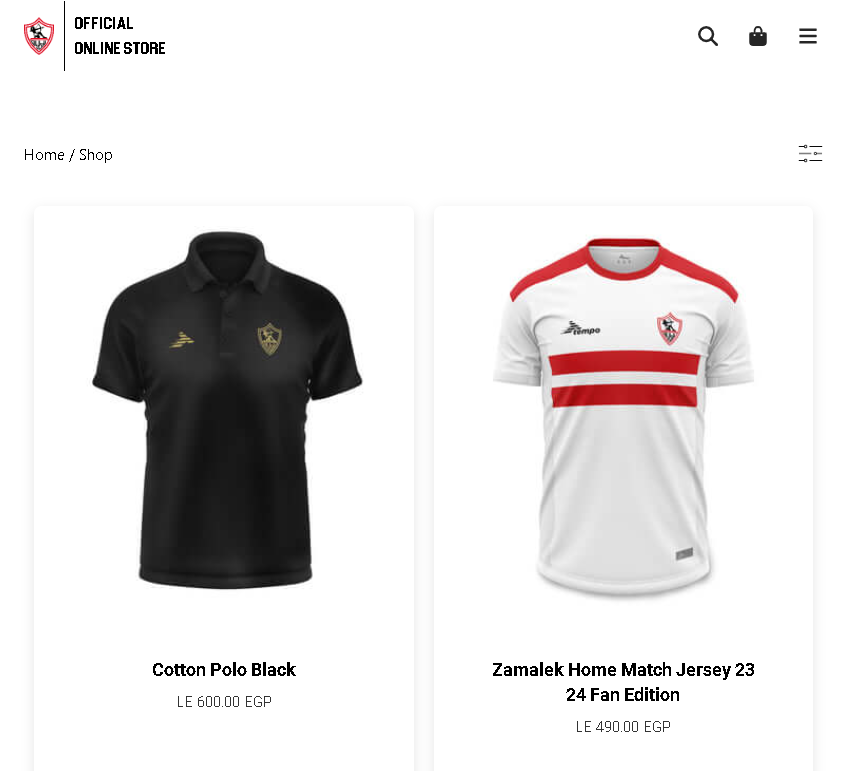 OFFICIAL
ONLINE STORE
Home / Shop
tempo
Cotton Polo Black
LE 600.00 EGP
Zamalek Home Match Jersey 23
24 Fan Edition
LE 490.00 EGP